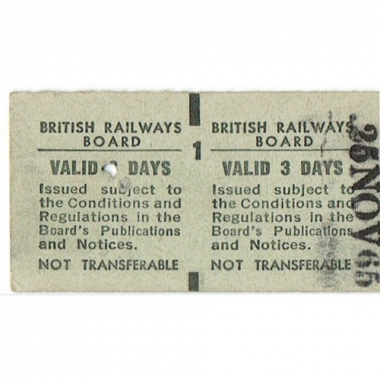 BRITISH RAILWAYS
BOARD
VALID DAYS
Issued subject to
the Conditions and
Regulations in the
Board's Publications
and Notices.
NOT TRANSFERABLE
1
BRITISH RAILWAYS
BOARD
VALID 3 DAYS
Issued subject to
the Conditions and
Regulations in the
Board's Publications
and Notices.
NOT TRANSFERABLE
25NOV66